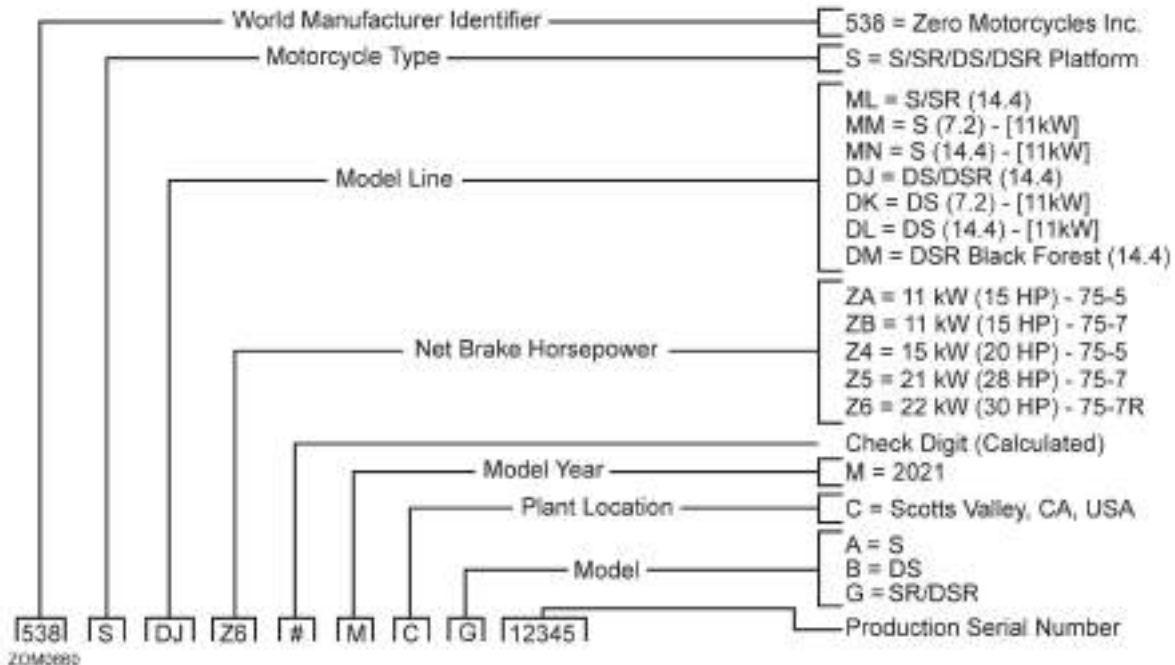 World Manufacturer Identifier
538 = Zero Motorcycles Inc.
Motorcycle Type
S = S/SR/DS/DSR Platform
Model Line
ML = S/SR (14.4)
MM = S (7.2) - [11kW]
MN = S (14.4) - [11kW]
DJ = DS/DSR (14.4)
DK = DS (7.2) - [11kW]
DL = DS (14.4) - [11kW]
DM = DSR Black Forest (14.4)
Net Brake Horsepower
ZA = 11 kW (15 HP) - 75-5
ZB = 11 kW (15 HP) - 75-7
Z4 = 15 kW (20 HP) - 75-5
Z5 = 21 kW (28 HP) - 75-7
Z6 = 22 kW (30 HP) - 75-7R
Check Digit (Calculated)
Model Year
M = 2021
Plant Location
C = Scotts Valley, CA, USA
Model
A = S
B = DS
G = SR/DSR
538 S DJ Z6 # M C G 12345
Production Serial Number